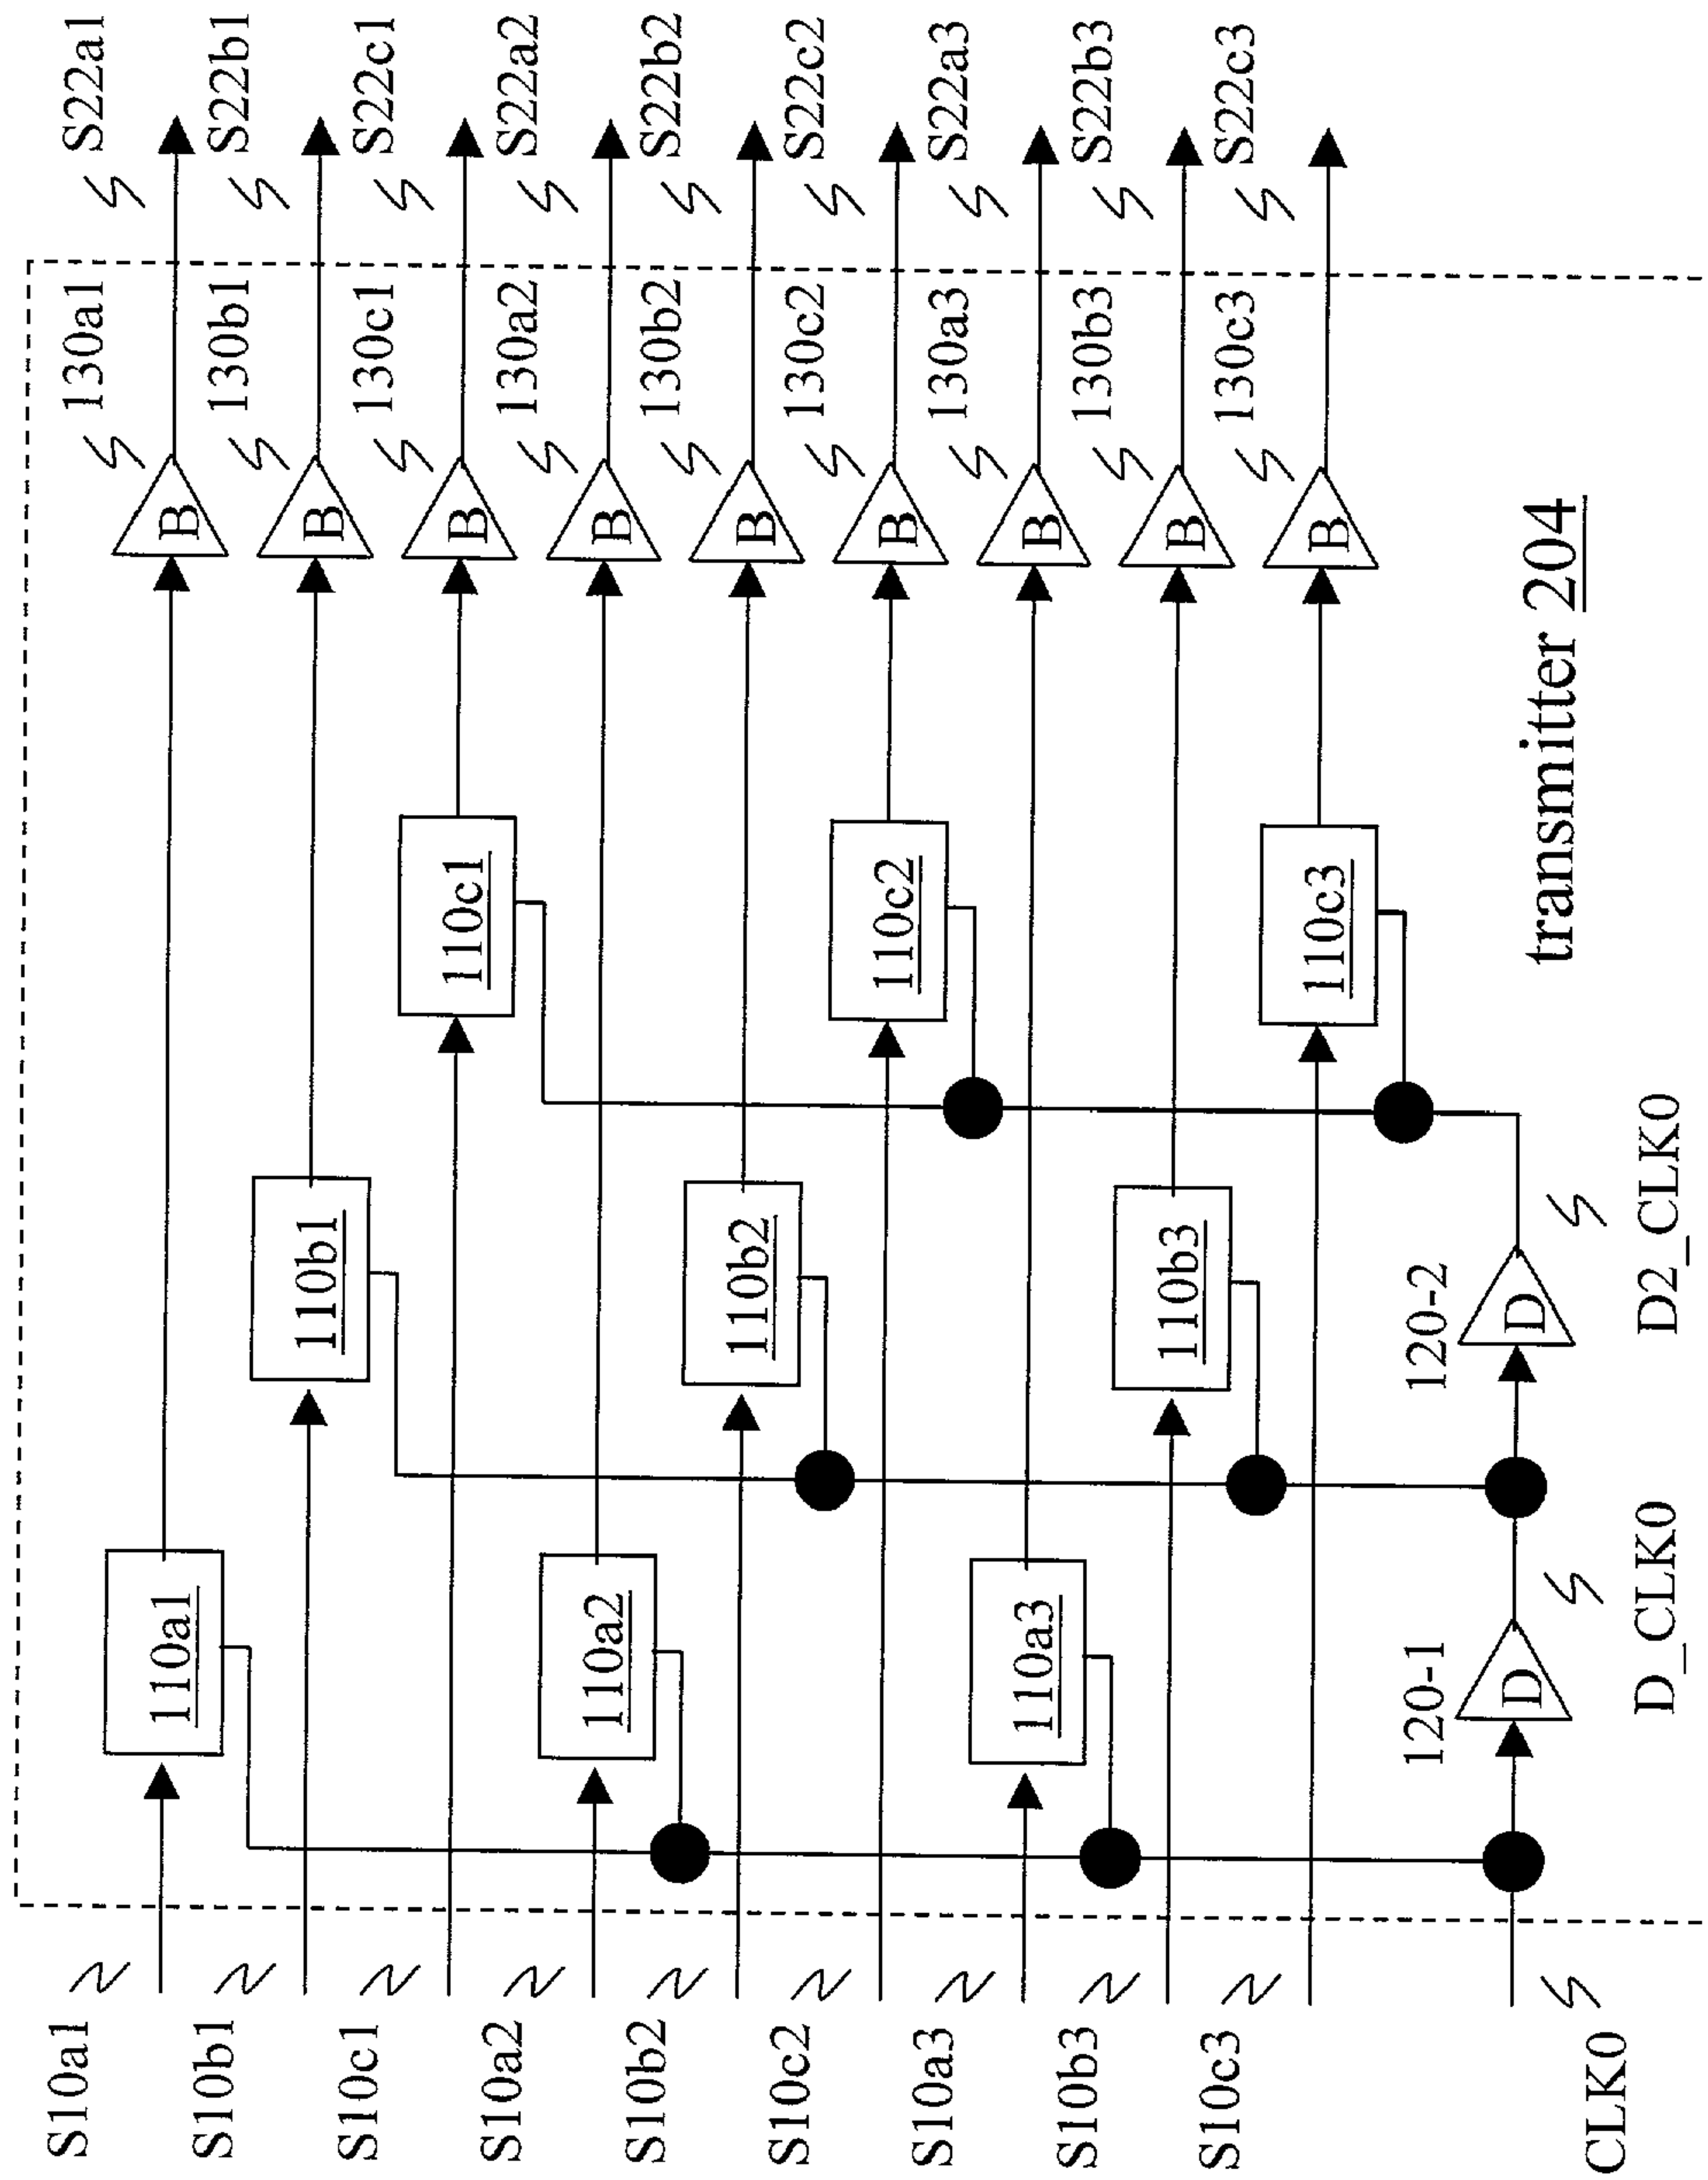 S10a1
S10b1
S10c1
S10a2
S10b2
S10c2
S10a3
S10b3
S10c3
CLK0
110a1
110a2
110a3
110b1
110b2
110b3
110c1
110c2
110c3
120-1
D
D_CLK0
120-2
D
D2_CLK0
B
B
B
B
B
B
B
B
B
130a1
130b1
130c1
130a2
130b2
130c2
130a3
130b3
130c3
S22a1
S22b1
S22c1
S22a2
S22b2
S22c2
S22a3
S22b3
S22c3
transmitter 204